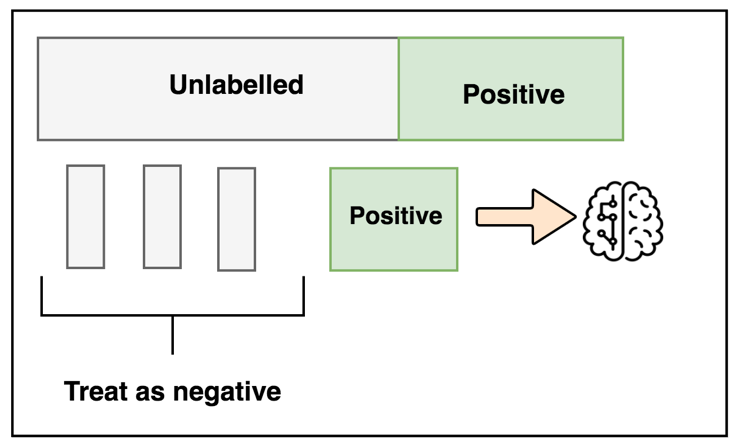 Unlabelled
Positive
Positive
Treat as negative